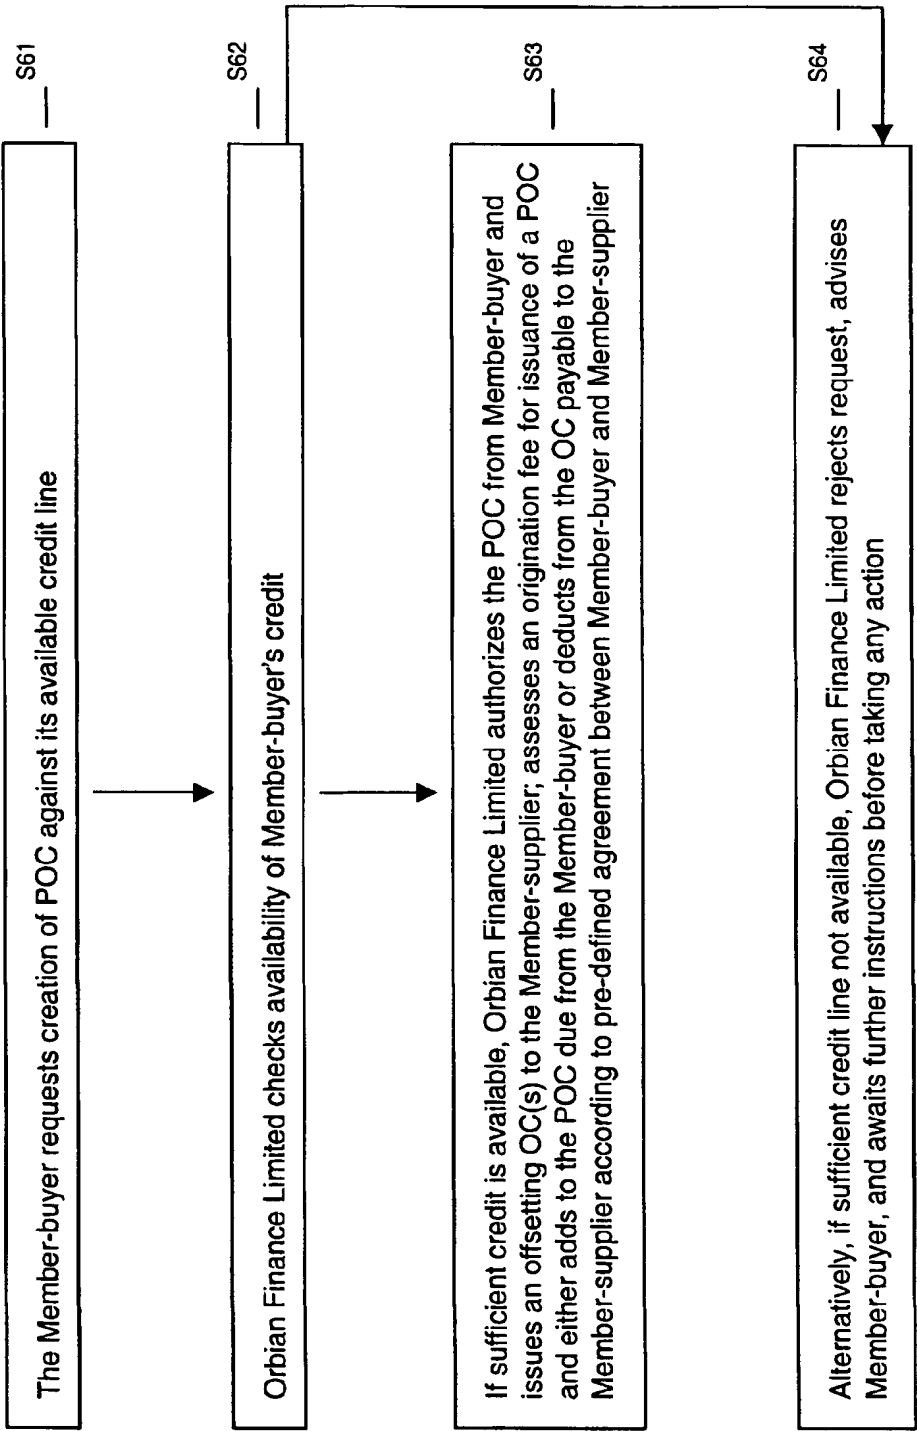 S61
The Member-buyer requests creation of POC against its available credit line
S62
Orbian Finance Limited checks availability of Member-buyer's credit
S63
If sufficient credit is available, Orbian Finance Limited authorizes the POC from Member-buyer and
issues an offsetting OC(s) to the Member-supplier; assesses an origination fee for issuance of a POC
and either adds to the POC due from the Member-buyer or deducts from the OC payable to the
Member-supplier according to pre-defined agreement between Member-buyer and Member-supplier
S64
Alternatively, if sufficient credit line not available, Orbian Finance Limited rejects request, advises
Member-buyer, and awaits further instructions before taking any action